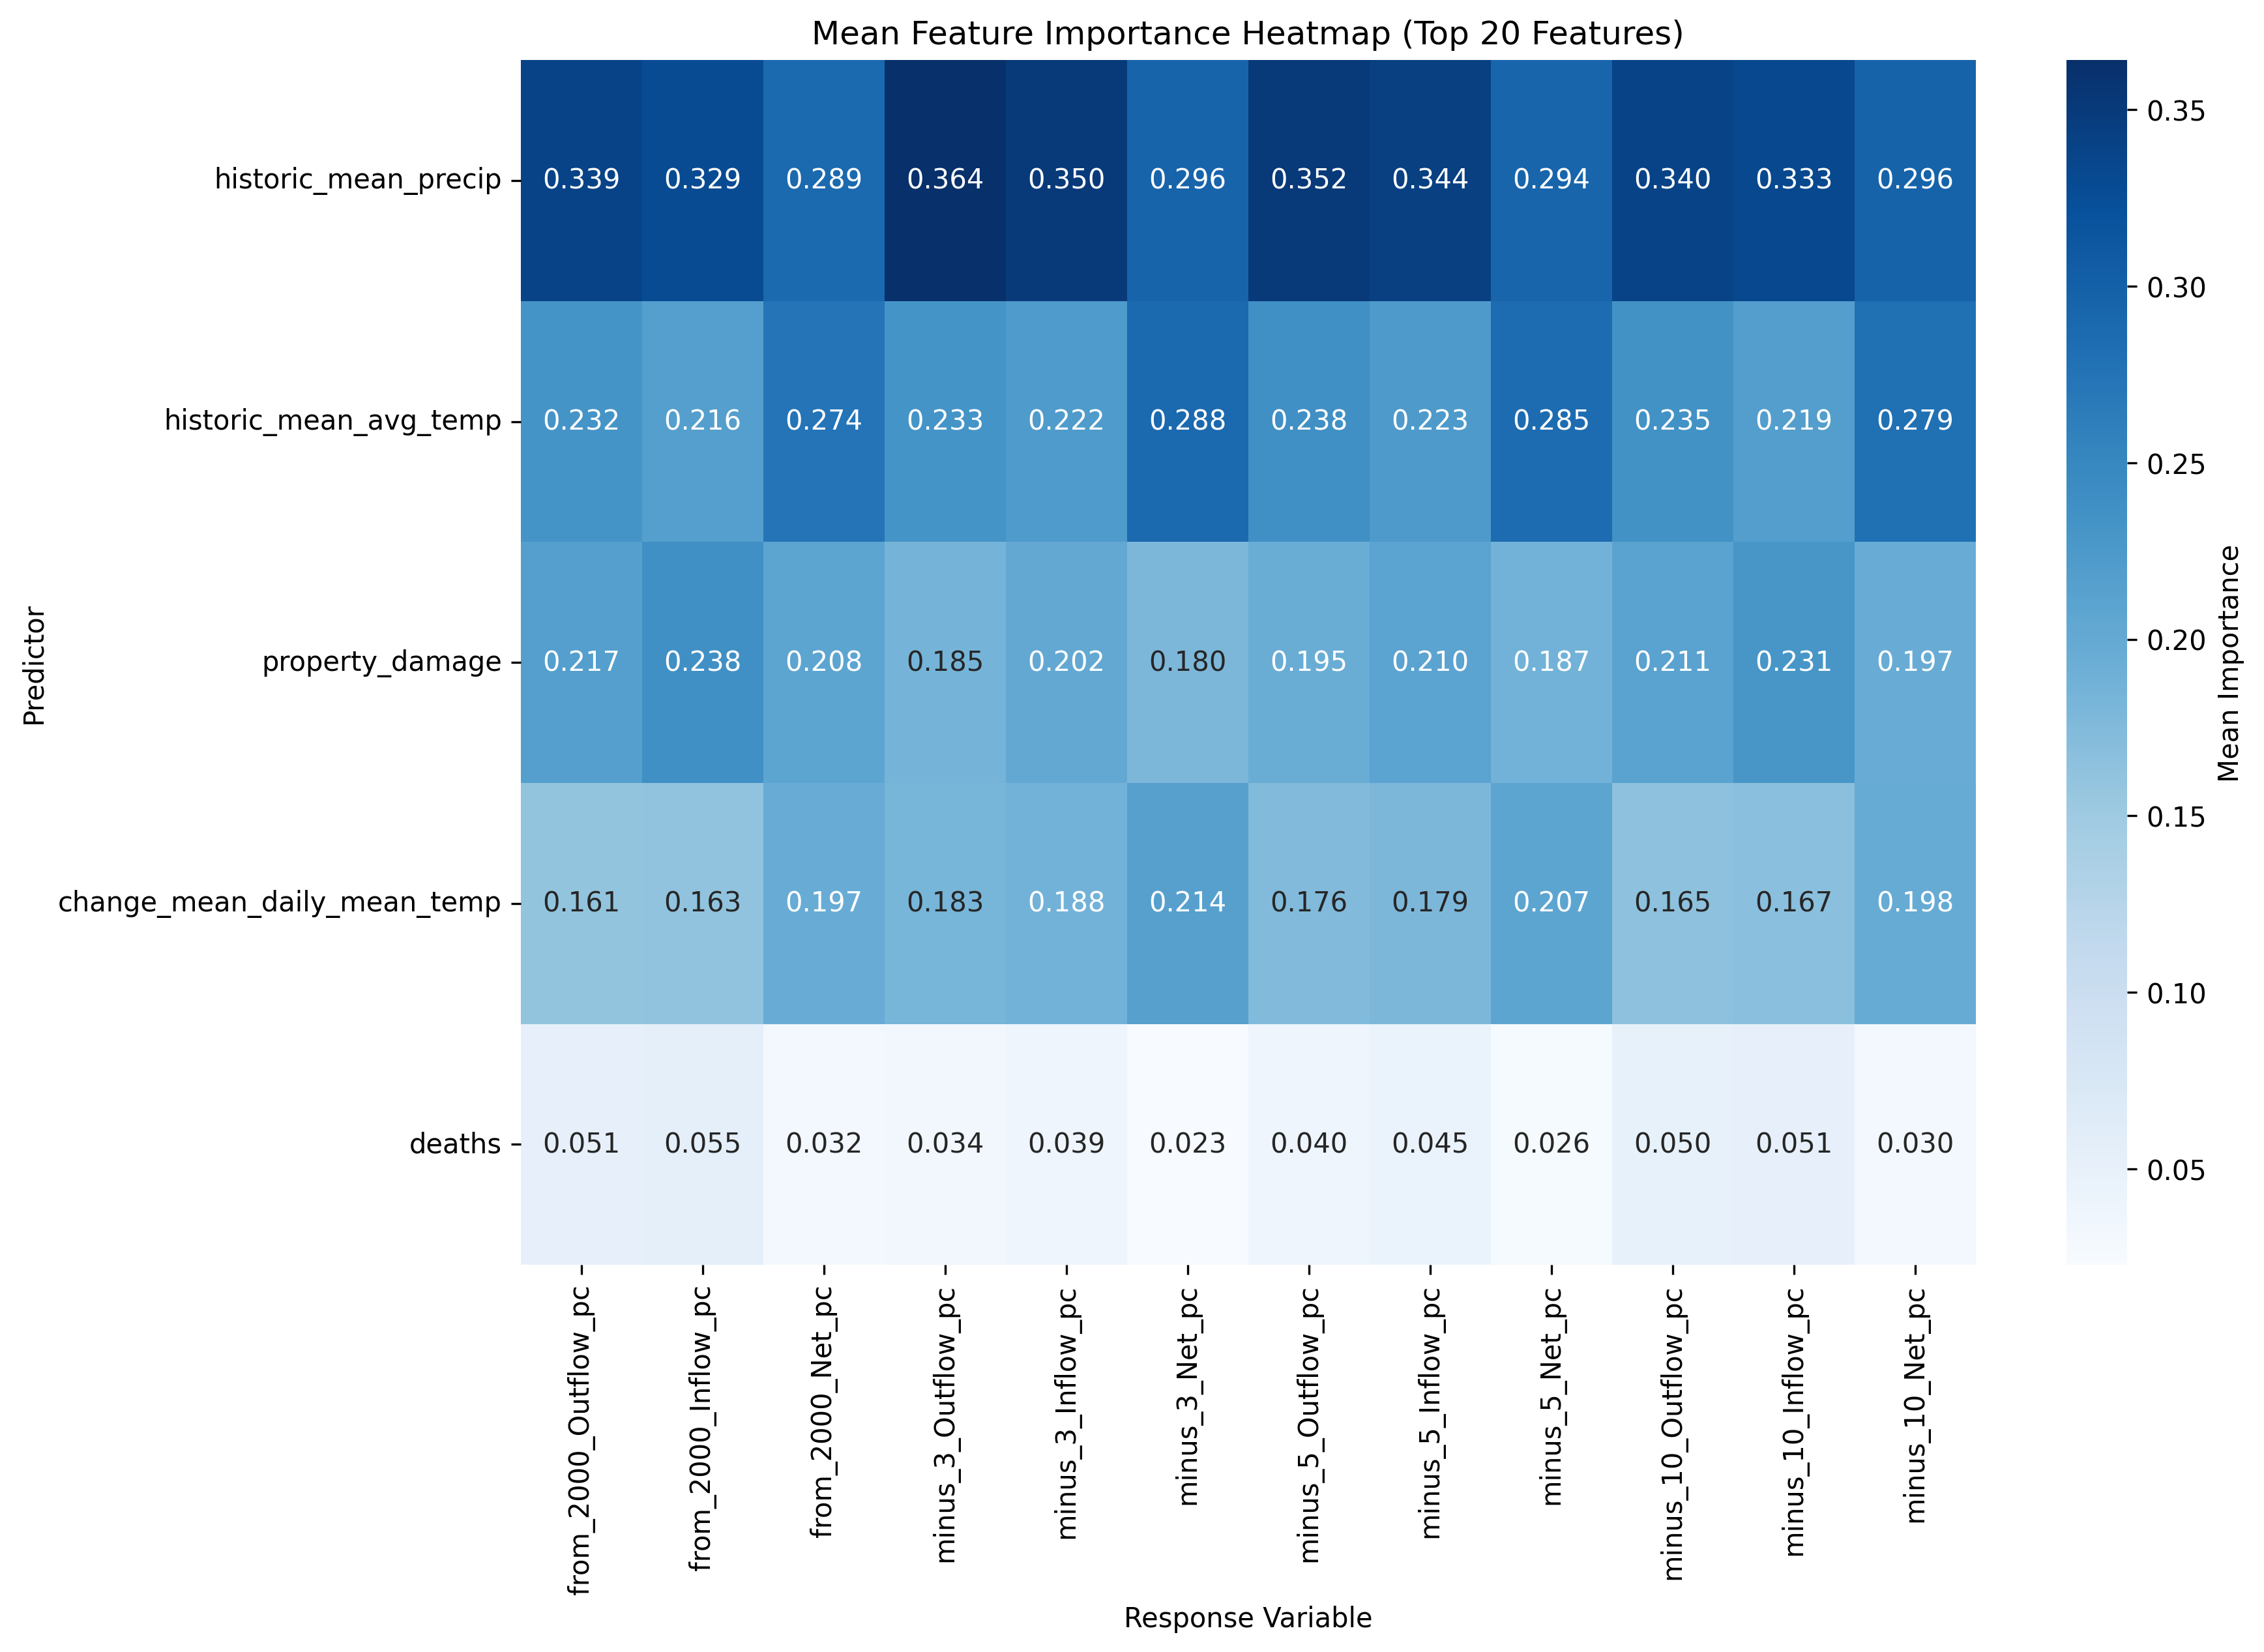 Mean Feature Importance Heatmap (Top 20 Features)
Predictor
historic_mean_precip 0.339 0.329 0.289 0.364 0.350 0.296 0.352 0.344 0.294 0.340 0.333 0.296
historic_mean_avg_temp 0.232 0.216 0.274 0.233 0.222 0.288 0.238 0.223 0.285 0.235 0.219 0.279
property_damage 0.217 0.238 0.208 0.185 0.202 0.180 0.195 0.210 0.187 0.211 0.231 0.197
change_mean_daily_mean_temp 0.161 0.163 0.197 0.183 0.188 0.214 0.176 0.179 0.207 0.165 0.167 0.198
deaths 0.051 0.055 0.032 0.034 0.039 0.023 0.040 0.045 0.026 0.050 0.051 0.030
from_2000_Outflow_pc
from_2000_Inflow_pc
from_2000_Net_pc
minus_3_Outflow_pc
minus_3_Inflow_pc
minus_3_Net_pc
minus_5_Outflow_pc
minus_5_Inflow_pc
minus_5_Net_pc
minus_10_Outflow_pc
minus_10_Inflow_pc
minus_10_Net_pc
Response Variable
0.35
0.30
0.25
0.20
0.15
0.10
0.05
Mean Importance